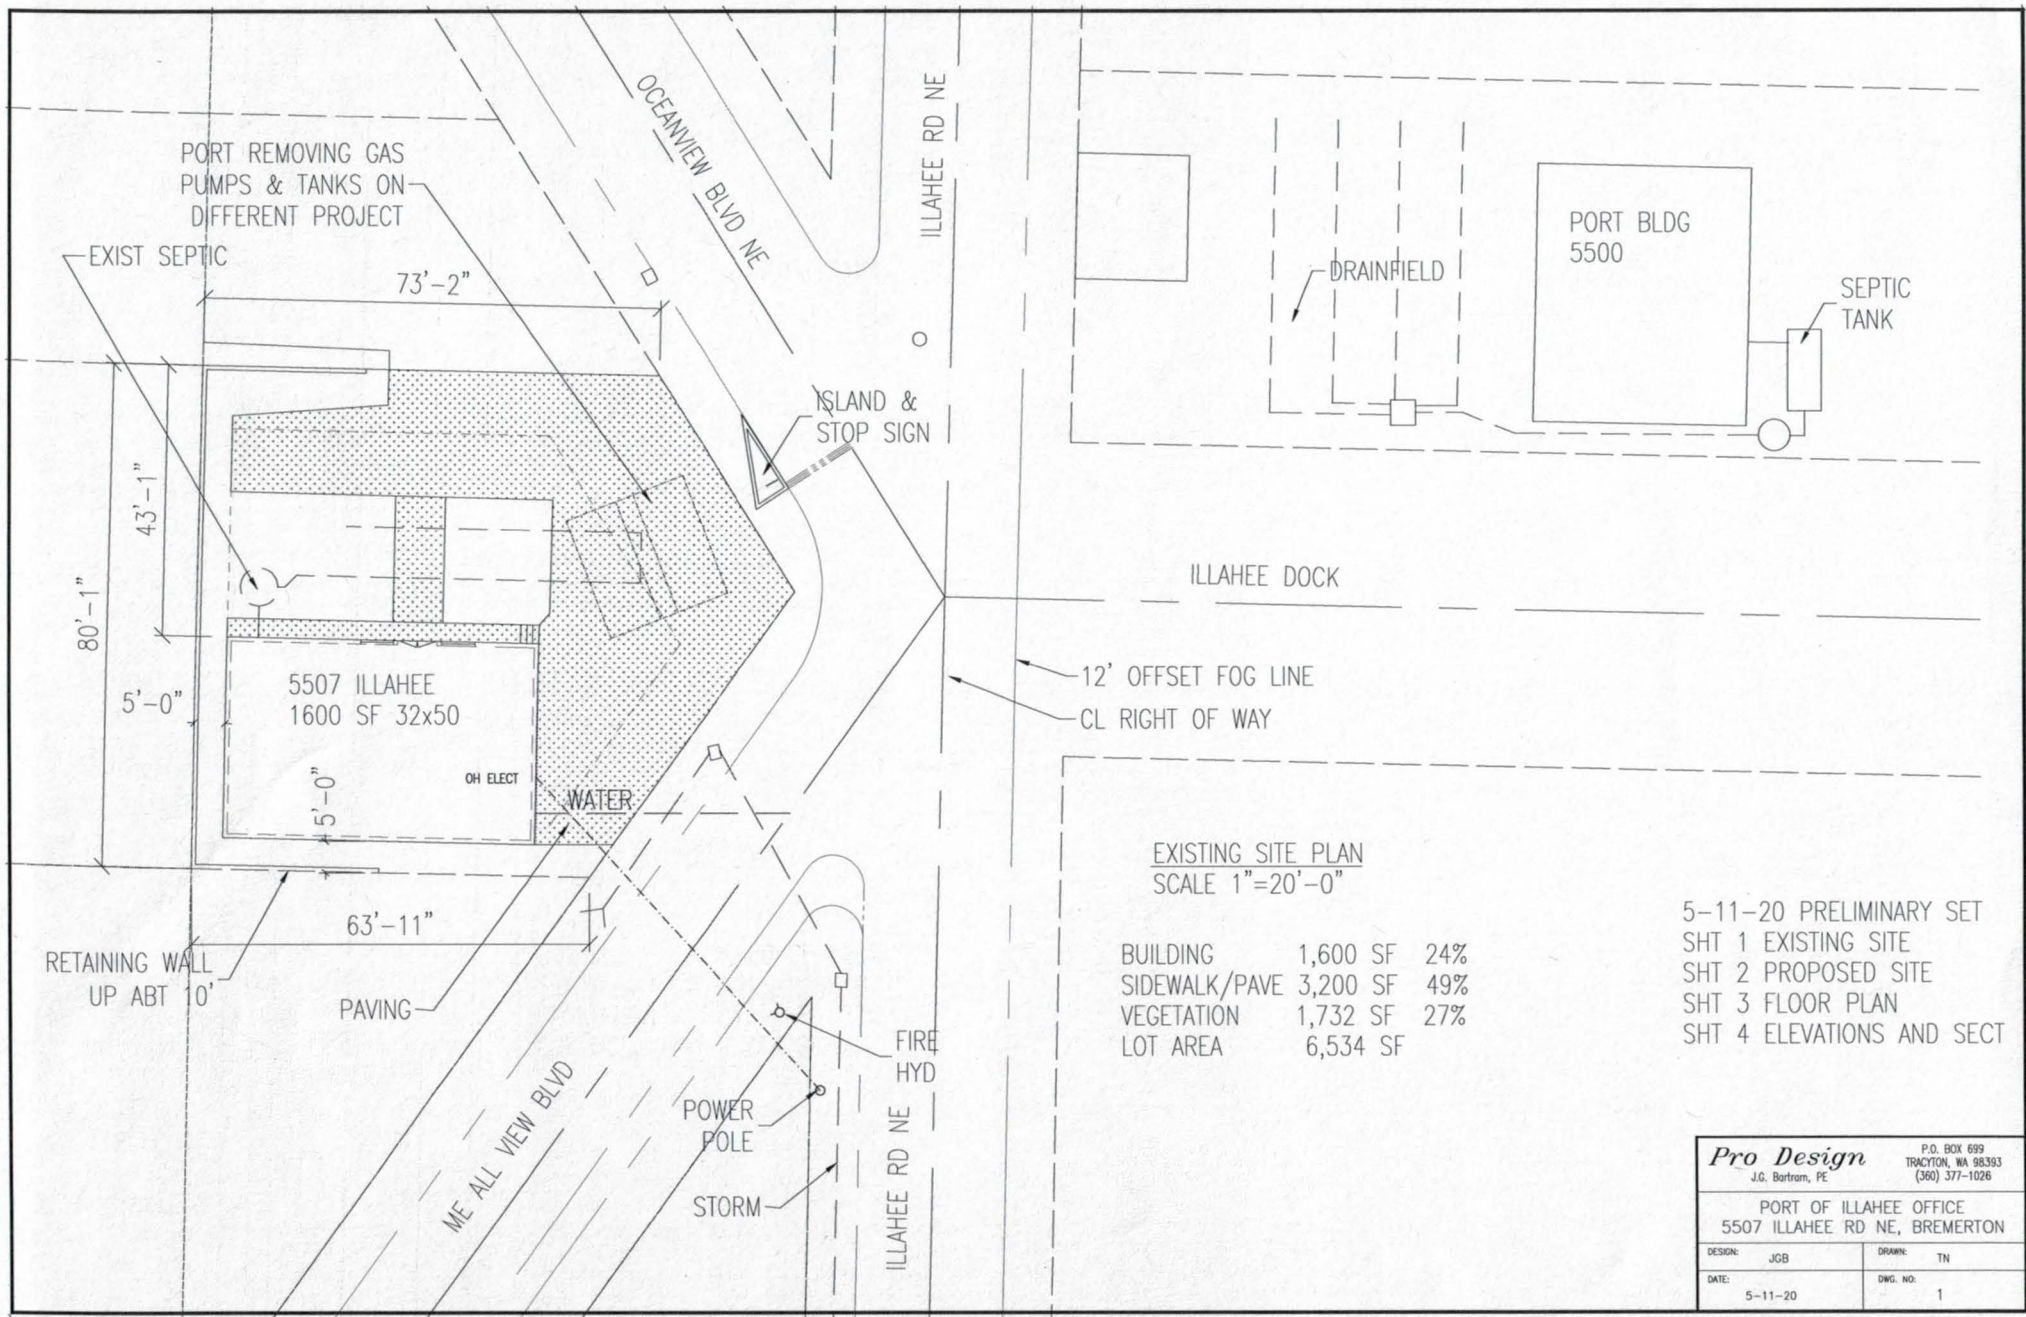 OCEANVIEW BLVD NE
ILLAHEE RD NE
PORT REMOVING GAS
PUMPS & TANKS ON
DIFFERENT PROJECT
EXIST SEPTIC
73'-2"
PORT BLDG
5500
DRAINFIELD
SEPTIC
TANK
ISLAND &
STOP SIGN
43'-1"
80'-1"
ILLAHEE DOCK
5'-0"
5507 ILLAHEE
1600 SF 32x50
12' OFFSET FOG LINE
CL RIGHT OF WAY
OH ELECT
5'-0"
WATER
63'-11"
RETAINING WALL
UP ABT 10'
PAVING
ME ALL VIEW BLVD
FIRE
HYD
POWER
POLE
STORM
ILLAHEE RD NE
EXISTING SITE PLAN
SCALE 1"=20'-0"
BUILDING 1,600 SF 24%
SIDEWALK/PAVE 3,200 SF 49%
VEGETATION 1,732 SF 27%
LOT AREA 6,534 SF
5-11-20 PRELIMINARY SET
SHT 1 EXISTING SITE
SHT 2 PROPOSED SITE
SHT 3 FLOOR PLAN
SHT 4 ELEVATIONS AND SECT
Pro Design
J.G. Bartram, PE
P.O. BOX 699
TRACYTON, WA 98393
(360) 377-1026
PORT OF ILLAHEE OFFICE
5507 ILLAHEE RD NE, BREMERTON
DESIGN: JGB
DRAWN: TN
DATE: 5-11-20
DWG. NO: 1